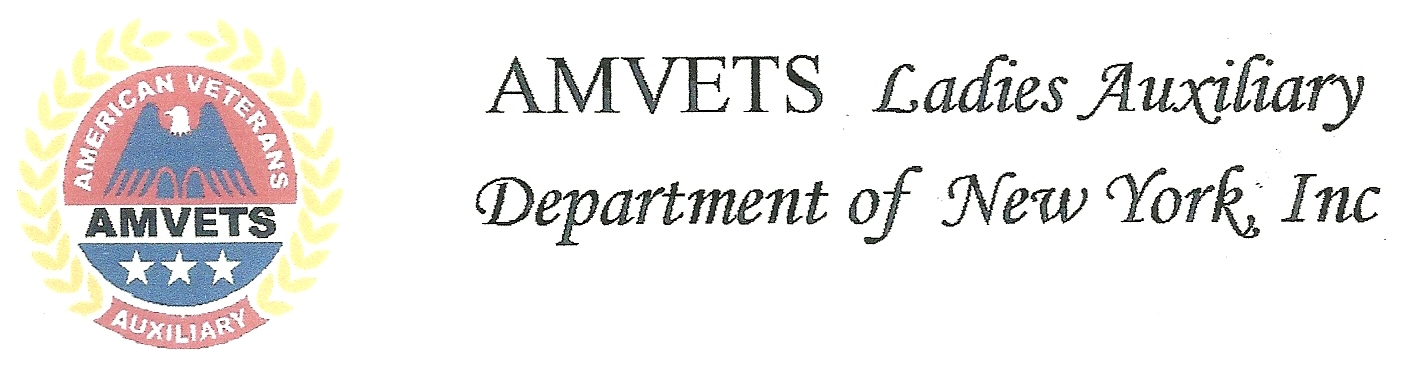 AMERICAN VETERANS
AMVETS
AUXILIARY
AMVETS Ladies Auxiliary
Department of New York, Inc